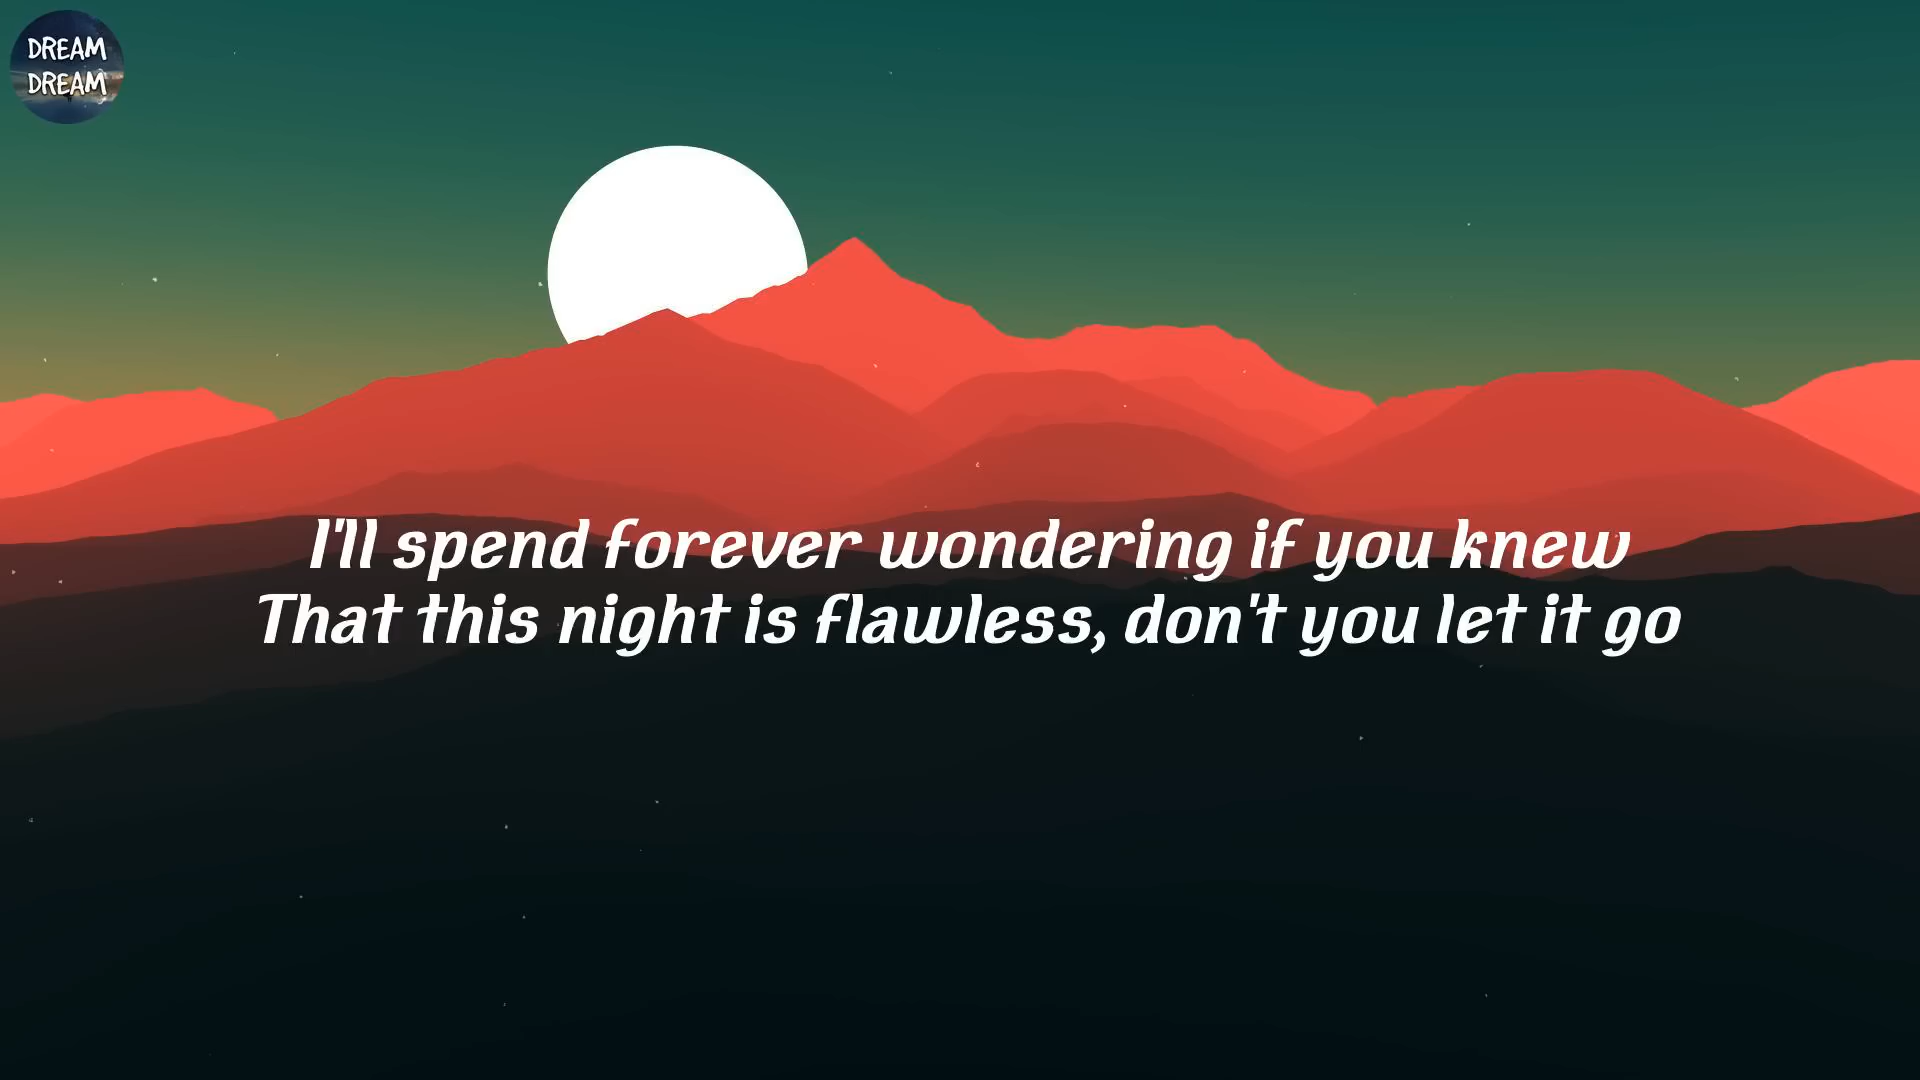 DREAM
DREAM
I'll spend forever wondering if you knew
That this night is flawless, don't you let it go